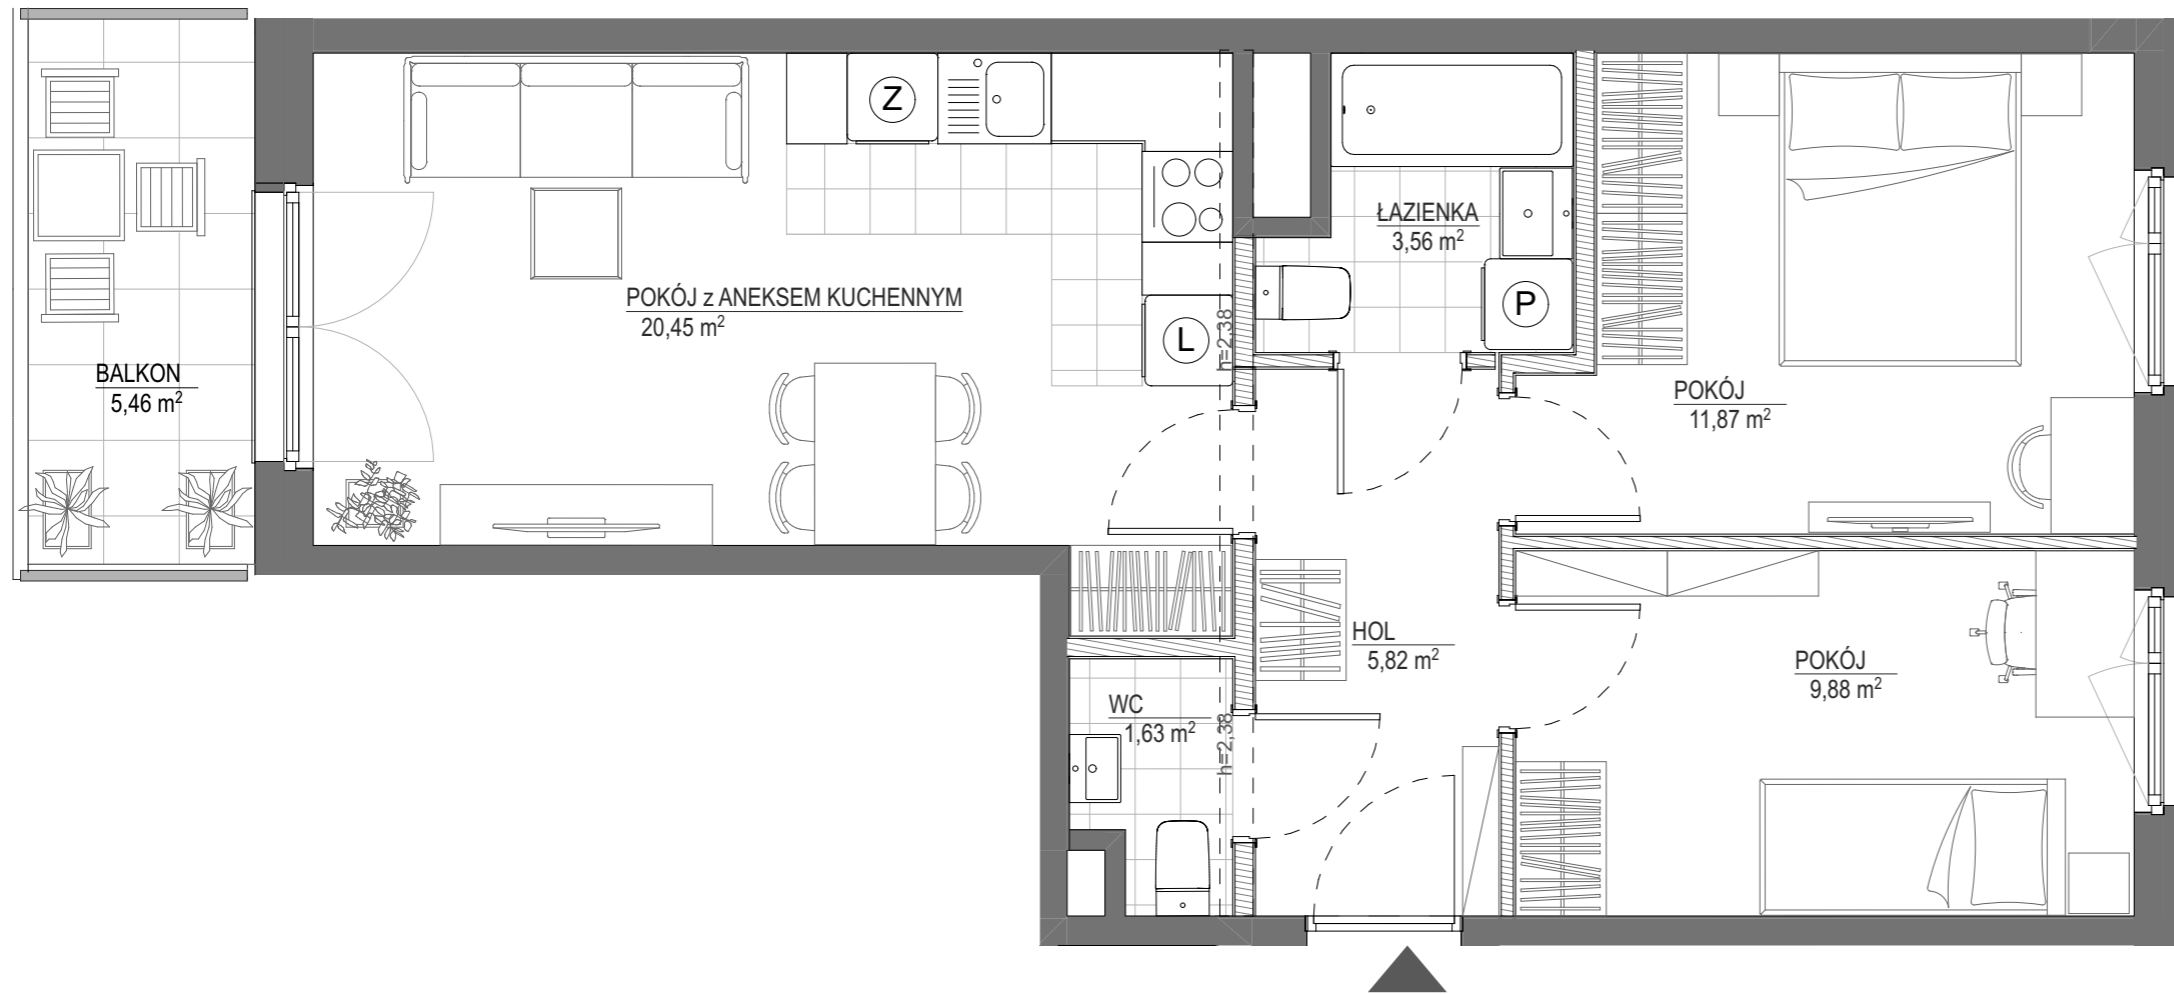 Z
ŁAZIENKA
3,56 m²
POKÓJ z ANEKSEM KUCHENNYM
20,45 m²
P
L
h=2,38
BALKON
5,46 m²
POKÓJ
11,87 m²
HOL
5,82 m²
POKÓJ
9,88 m²
WC
1,63 m²
h=2,38